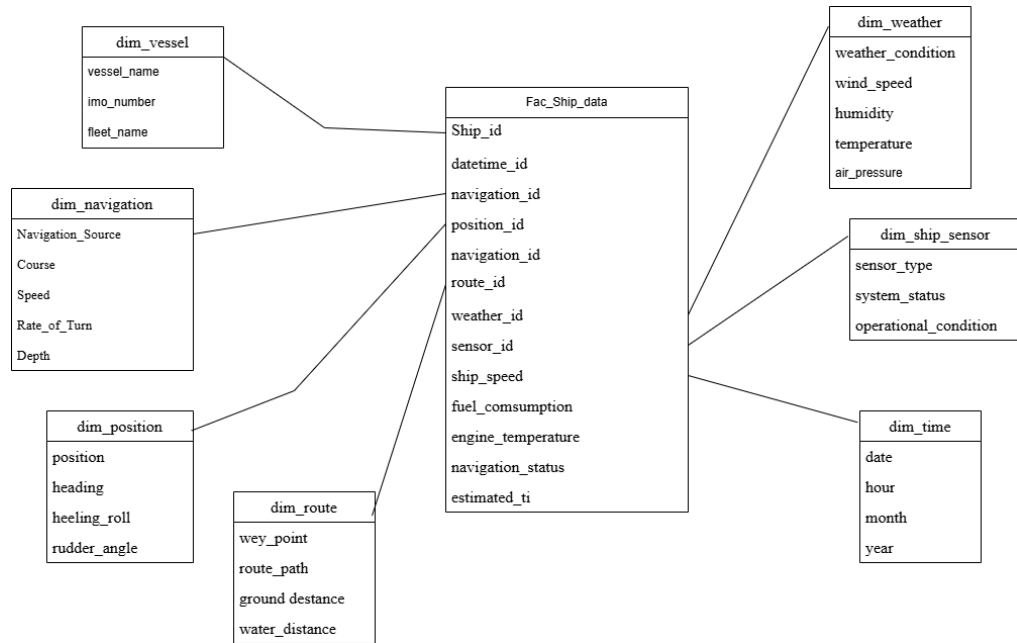 dim_vessel
vessel_name
imo_number
fleet_name
dim_navigation
Navigation_Source
Course
Speed
Rate_of_Turn
Depth
dim_position
position
heading
heeling_roll
rudder_angle
dim_route
wey_point
route_path
ground destance
water_distance
Fac_Ship_data
Ship_id
datetime_id
navigation_id
position_id
navigation_id
route_id
weather_id
sensor_id
ship_speed
fuel_comsumption
engine_temperature
navigation_status
estimated_ti
dim_weather
weather_condition
wind_speed
humidity
temperature
air_pressure
dim_ship_sensor
sensor_type
system_status
operational_condition
dim_time
date
hour
month
year